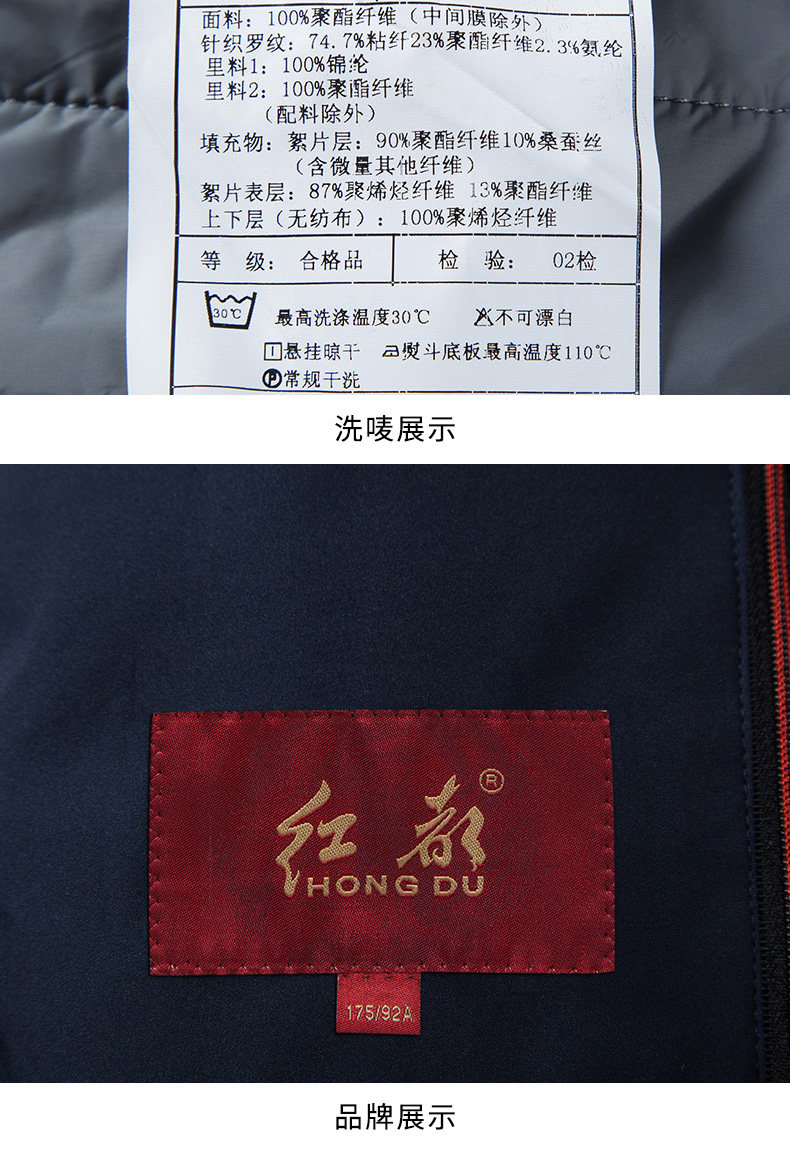 面料：100%聚酯纤维（中间膜除外）
针织罗纹：74.7%粘纤23%聚酯纤维2.3%氨纶
里料1：100%锦纶
里料2：100%聚酯纤维
（配料除外）
填充物：絮片层：90%聚酯纤维10%桑蚕丝
（含微量其他纤维）
絮片表层：87%聚烯烃纤维 13%聚酯纤维
上下层（无纺布）：100%聚烯烃纤维
等 级：合格品 检 验： 02检
30℃ 最高洗涤温度30℃ 不可漂白
悬挂晾干 熨斗底板最高温度110℃
Ⓟ常规干洗
洗唛展示
红都®
HONG DU
175/92A
品牌展示